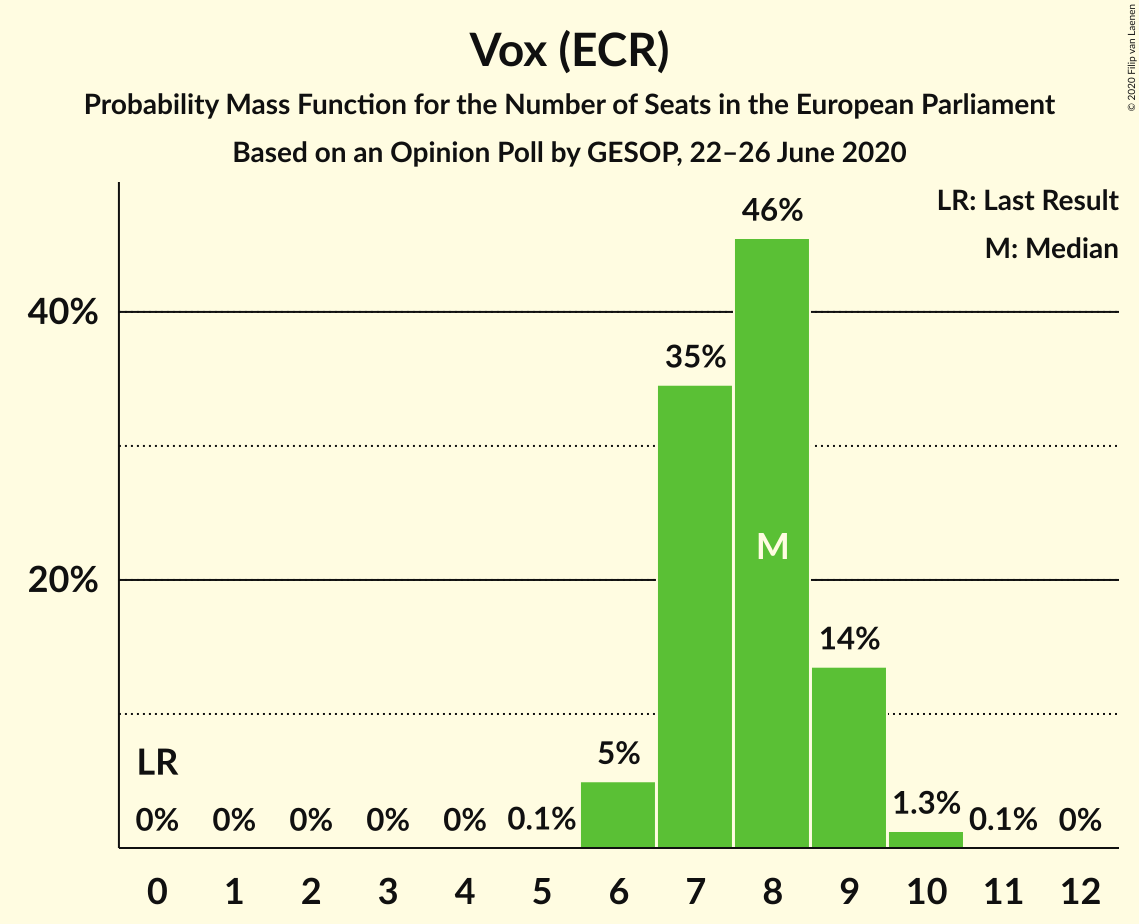 Vox (ECR)
Probability Mass Function for the Number of Seats in the European Parliament
Based on an Opinion Poll by GESOP, 22–26 June 2020
© 2020 Filip van Laenen
LR: Last Result
M: Median
46%
40%
35%
M
20%
14%
5%
LR
1.3%
0% 0% 0% 0% 0% 0.1% 0.1% 0%
0 1 2 3 4 5 6 7 8 9 10 11 12